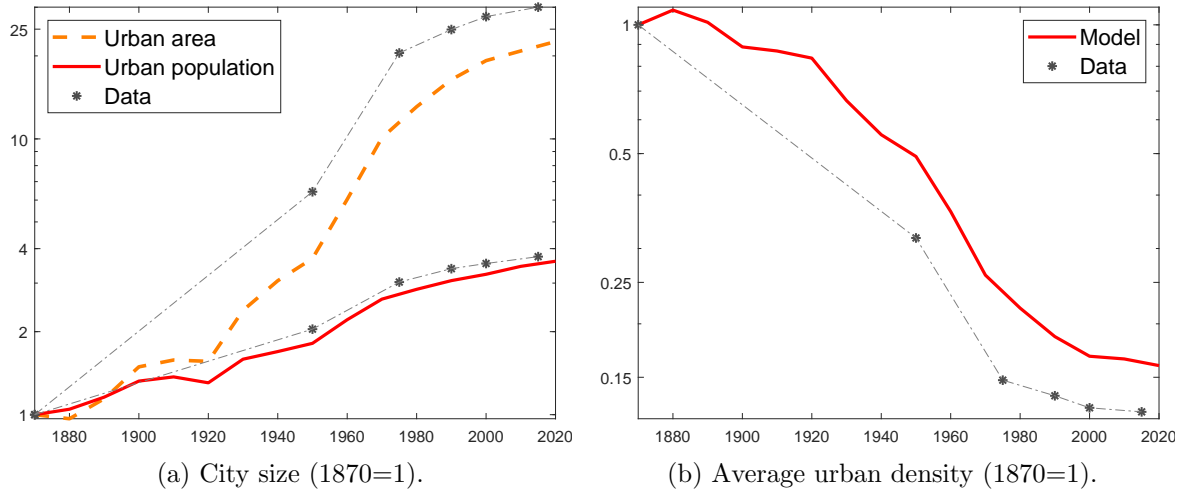 25
10
4
2
1
Urban area
Urban population
Data
1880 1900 1920 1940 1960 1980 2000 2020
(a) City size (1870=1).
1
0.5
0.25
0.15
Model
Data
1880 1900 1920 1940 1960 1980 2000 2020
(b) Average urban density (1870=1).